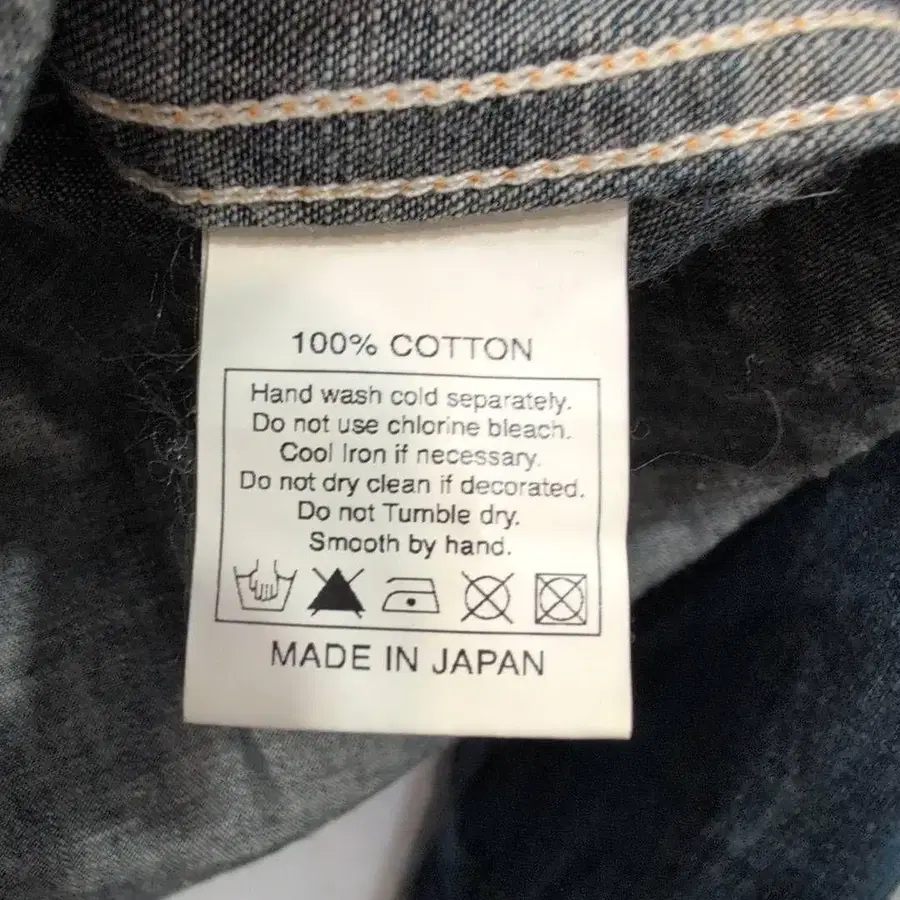 100% COTTON
Hand wash cold separately.
Do not use chlorine bleach.
Cool Iron if necessary.
Do not dry clean if decorated.
Do not Tumble dry.
Smooth by hand.
MADE IN JAPAN